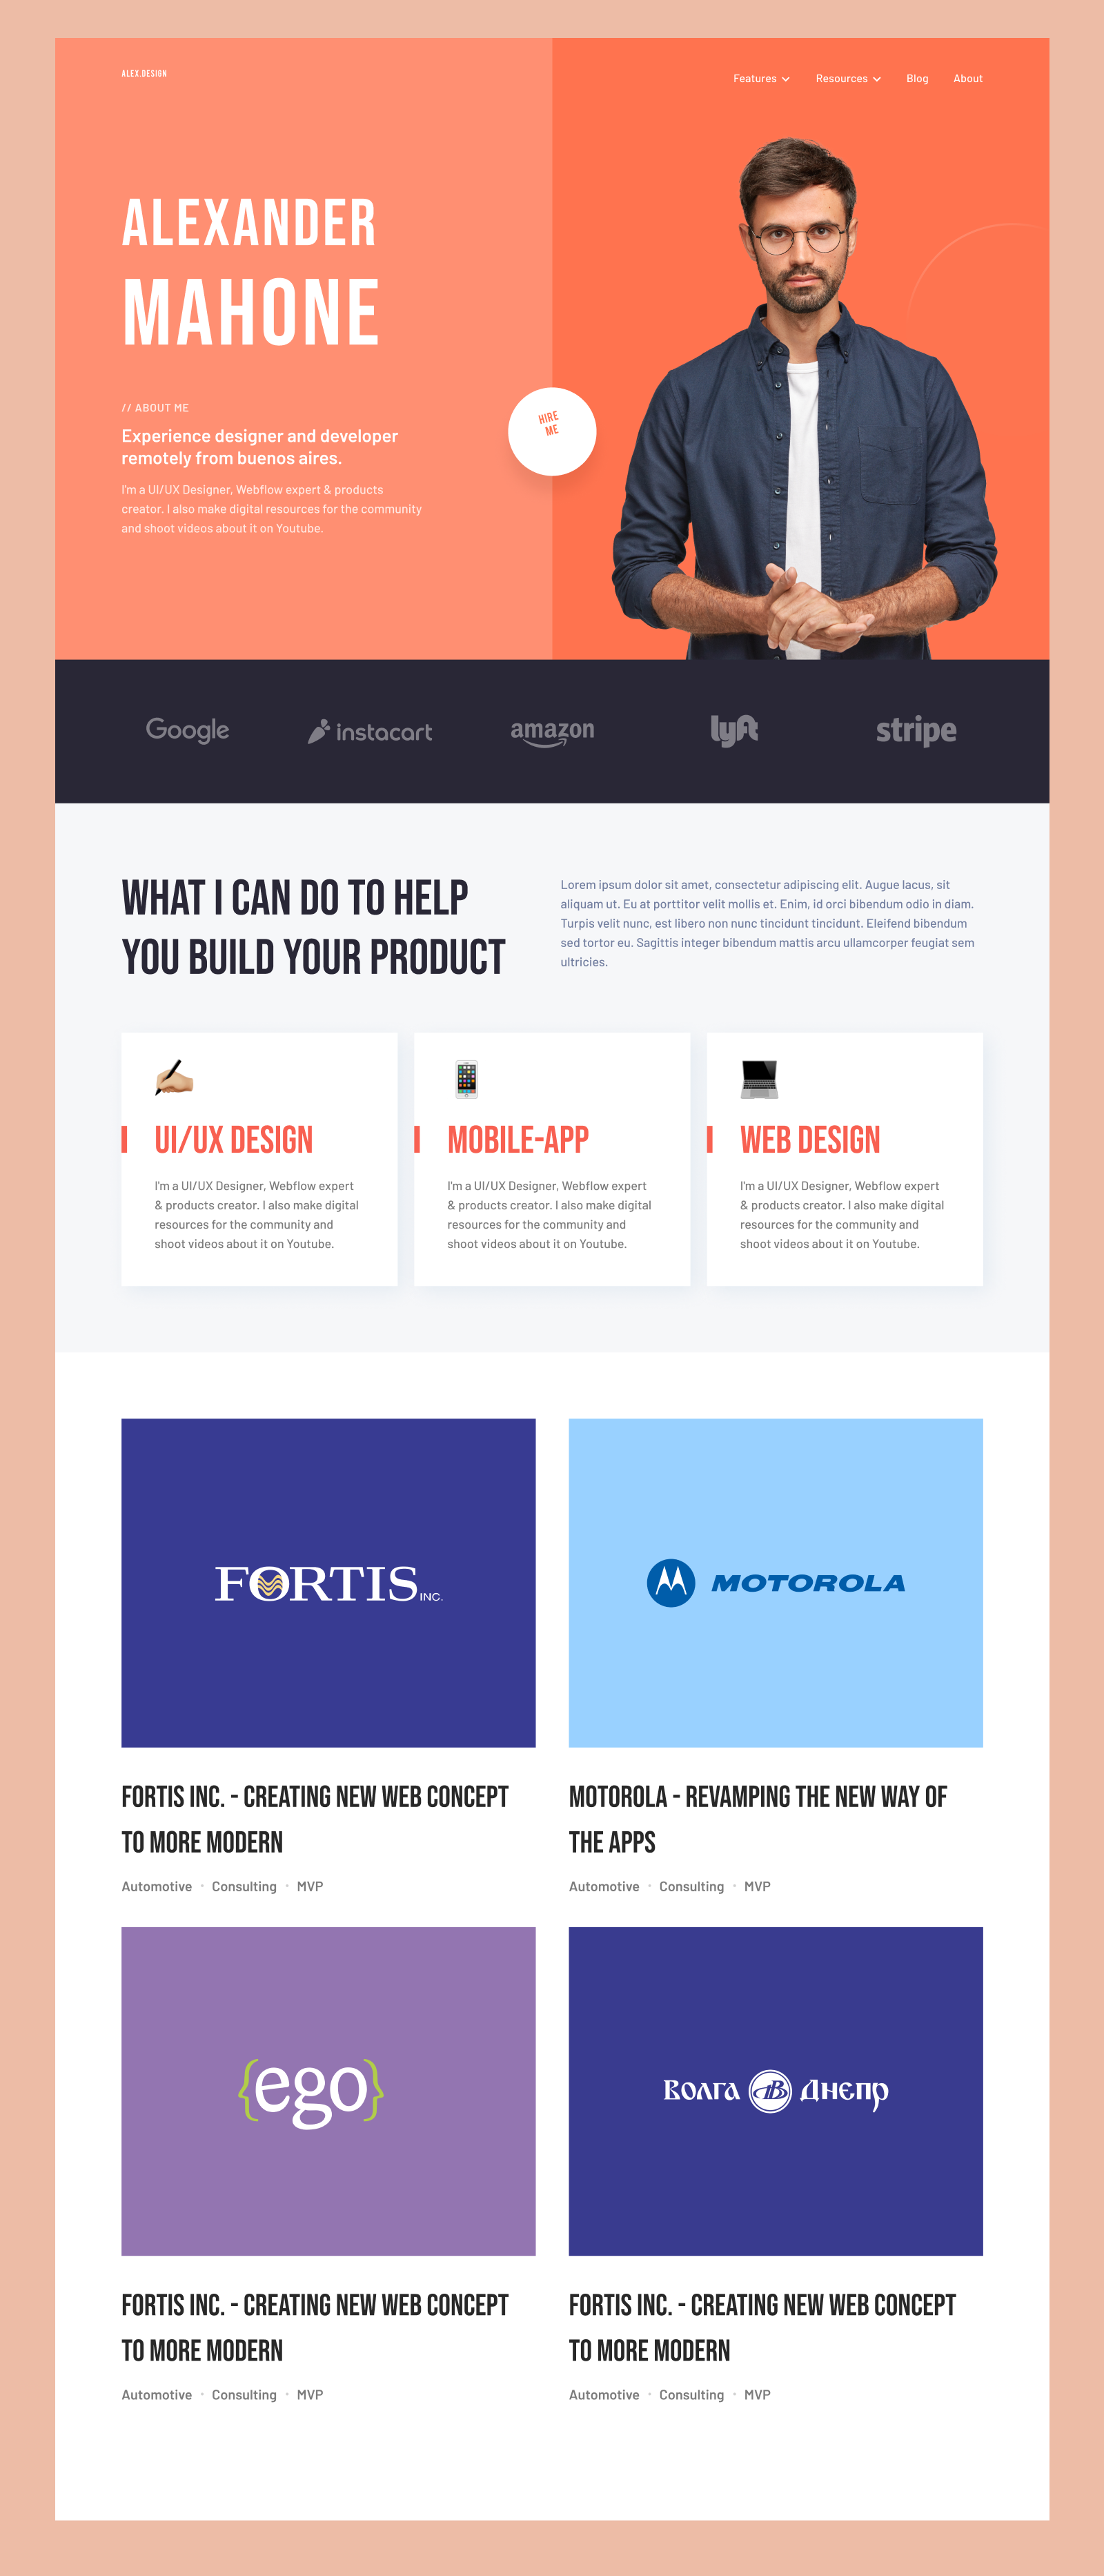 ALEX.DESIGN
Features
Resources
Blog
About
ALEXANDER
MAHONE
// ABOUT ME
Experience designer and developer
remotely from buenos aires.
I'm a UI/UX Designer, Webflow expert & products
creator. I also make digital resources for the community
and shoot videos about it on Youtube.
HIRE
ME
Google
instacart
amazon
lyft
stripe
WHAT I CAN DO TO HELP
YOU BUILD YOUR PRODUCT
Lorem ipsum dolor sit amet, consectetur adipiscing elit. Augue lacus, sit
aliquam ut. Eu at porttitor velit mollis et. Enim, id orci bibendum odio in diam.
Turpis velit nunc, est libero non nunc tincidunt tincidunt. Eleifend bibendum
sed tortor eu. Sagittis integer bibendum mattis arcu ullamcorper feugiat sem
ultricies.
UI/UX DESIGN
I'm a UI/UX Designer, Webflow expert
& products creator. I also make digital
resources for the community and
shoot videos about it on Youtube.
MOBILE-APP
I'm a UI/UX Designer, Webflow expert
& products creator. I also make digital
resources for the community and
shoot videos about it on Youtube.
WEB DESIGN
I'm a UI/UX Designer, Webflow expert
& products creator. I also make digital
resources for the community and
shoot videos about it on Youtube.
FORTIS INC.
FORTIS INC. - CREATING NEW WEB CONCEPT
TO MORE MODERN
Automotive · Consulting · MVP
MOTOROLA
MOTOROLA - REVAMPING THE NEW WAY OF
THE APPS
Automotive · Consulting · MVP
{ego}
FORTIS INC. - CREATING NEW WEB CONCEPT
TO MORE MODERN
Automotive · Consulting · MVP
Волга ДВ Днепр
FORTIS INC. - CREATING NEW WEB CONCEPT
TO MORE MODERN
Automotive · Consulting · MVP